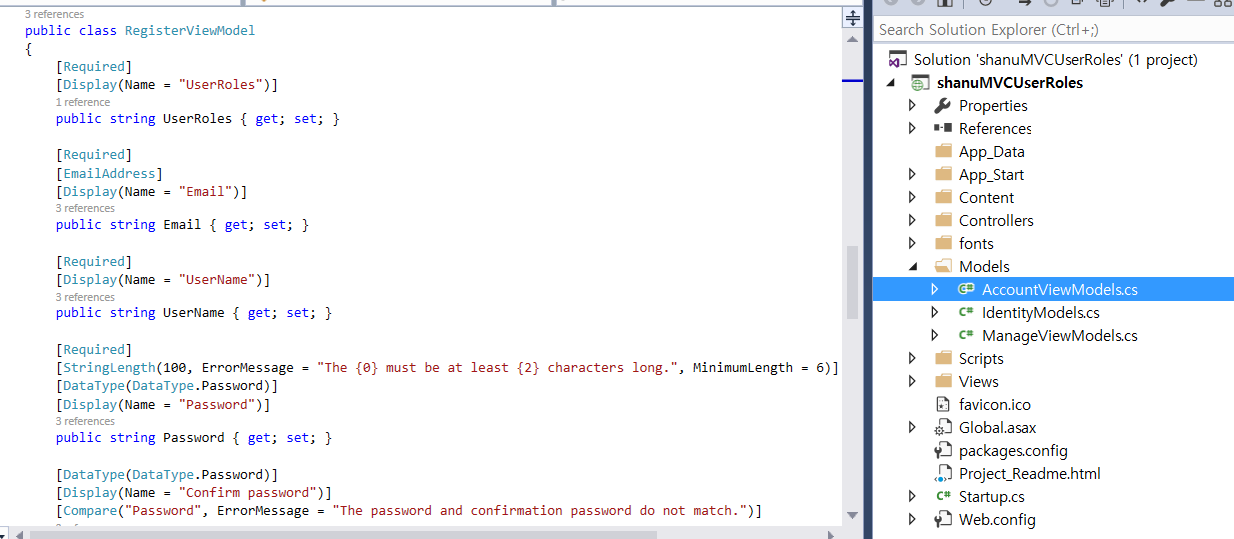 3 references
public class RegisterViewModel
{
[Required]
[Display(Name = "UserRoles")]
1 reference
public string UserRoles { get; set; }
[Required]
[EmailAddress]
[Display(Name = "Email")]
3 references
public string Email { get; set; }
[Required]
[Display(Name = "UserName")]
3 references
public string UserName { get; set; }
[Required]
[StringLength(100, ErrorMessage = "The {0} must be at least {2} characters long.", MinimumLength = 6)]
[DataType(DataType.Password)]
[Display(Name = "Password")]
3 references
public string Password { get; set; }
[DataType(DataType.Password)]
[Display(Name = "Confirm password")]
[Compare("Password", ErrorMessage = "The password and confirmation password do not match.")]
Search Solution Explorer (Ctrl+;)
Solution 'shanuMVCUserRoles' (1 project)
shanuMVCUserRoles
Properties
References
App_Data
App_Start
Content
Controllers
fonts
Models
C# AccountViewModels.cs
C# IdentityModels.cs
C# ManageViewModels.cs
Scripts
Views
favicon.ico
Global.asax
packages.config
Project_Readme.html
C# Startup.cs
Web.config